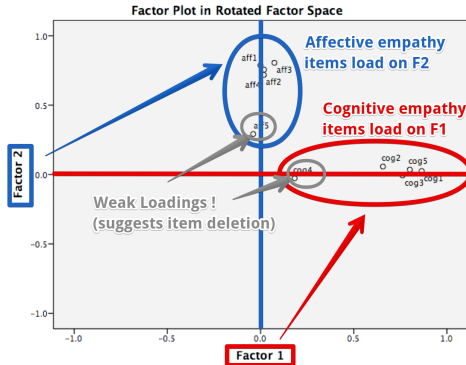 Factor Plot in Rotated Factor Space
1.0
Affective empathy
items load on F2
aff1
aff3
aff4
aff2
0.5
Cognitive empathy
items load on F1
aff5
Factor 2
cog2
cog5
cog4
cog1
cog3
0.0
Weak Loadings !
(suggests item deletion)
-0.5
-1.0
-1.0
-0.5
0.0
0.5
1.0
Factor 1